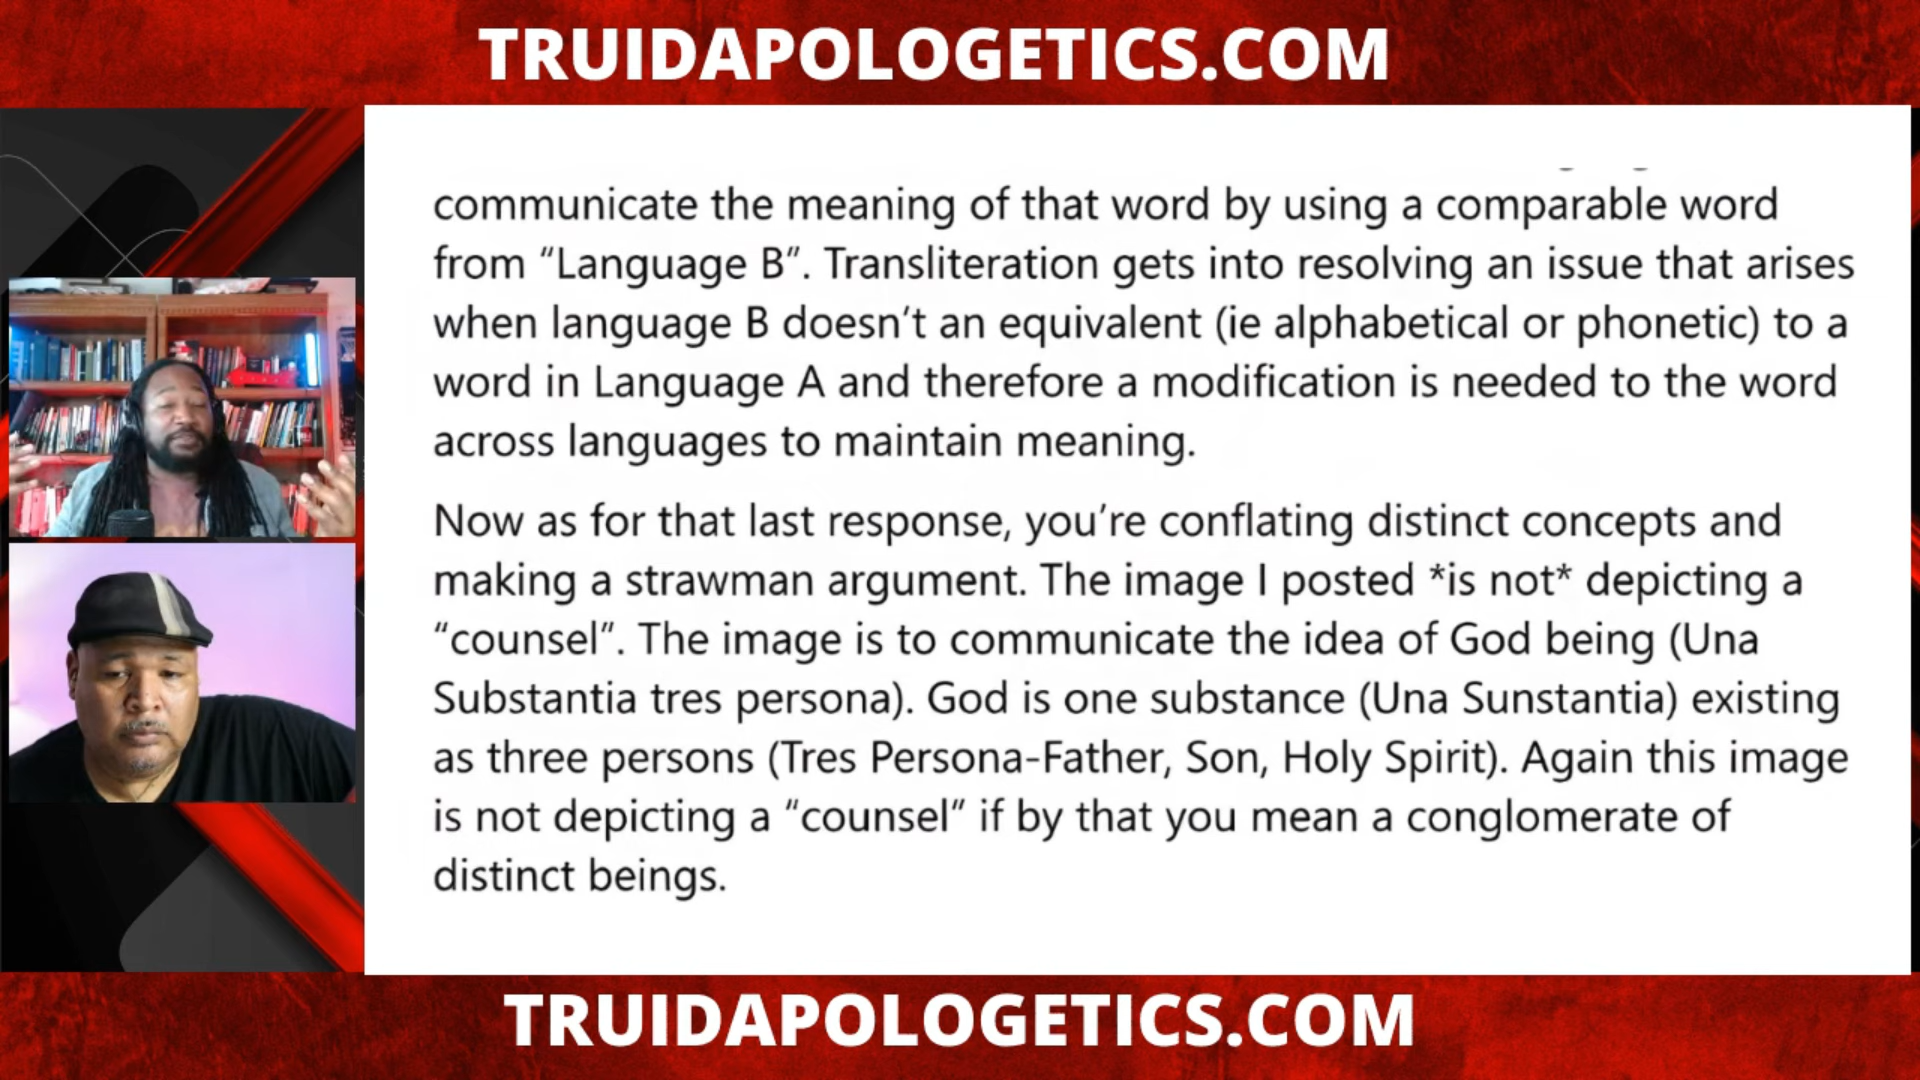 TRUIDAPOLOGETICS.COM
communicate the meaning of that word by using a comparable word
from “Language B”. Transliteration gets into resolving an issue that arises
when language B doesn’t an equivalent (ie alphabetical or phonetic) to a
word in Language A and therefore a modification is needed to the word
across languages to maintain meaning.
Now as for that last response, you’re conflating distinct concepts and
making a strawman argument. The image I posted *is not* depicting a
“counsel”. The image is to communicate the idea of God being (Una
Substantia tres persona). God is one substance (Una Sunstantia) existing
as three persons (Tres Persona-Father, Son, Holy Spirit). Again this image
is not depicting a “counsel” if by that you mean a conglomerate of
distinct beings.
TRUIDAPOLOGETICS.COM